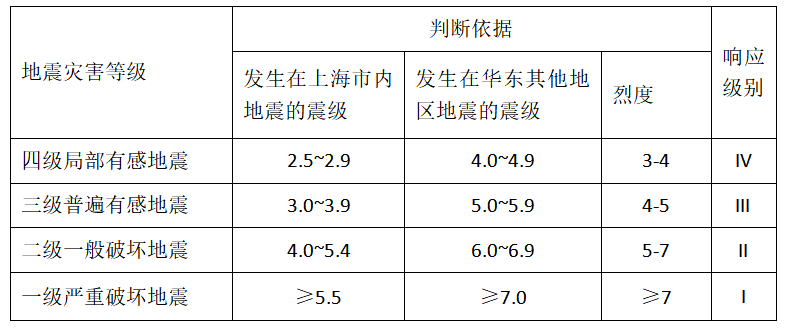 地震灾害等级
判断依据
响应
级别
发生在上海市内
地震的震级
发生在华东其他地
区地震的震级
烈度
四级局部有感地震 2.5~2.9 4.0~4.9 3-4 IV
三级普遍有感地震 3.0~3.9 5.0~5.9 4-5 III
二级一般破坏地震 4.0~5.4 6.0~6.9 5-7 II
一级严重破坏地震 ≥5.5 ≥7.0 ≥7 I